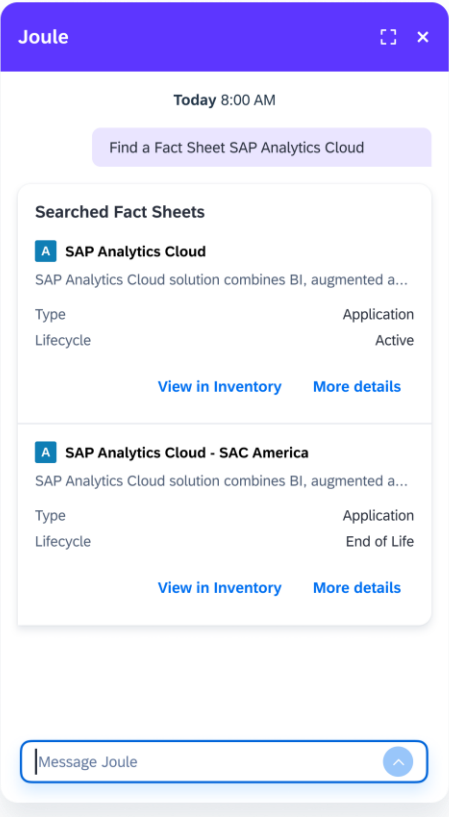 Joule
Today 8:00 AM
Find a Fact Sheet SAP Analytics Cloud
Searched Fact Sheets
A SAP Analytics Cloud
SAP Analytics Cloud solution combines BI, augmented a...
Type Application
Lifecycle Active
View in Inventory More details
A SAP Analytics Cloud - SAC America
SAP Analytics Cloud solution combines BI, augmented a...
Type Application
Lifecycle End of Life
View in Inventory More details
Message Joule